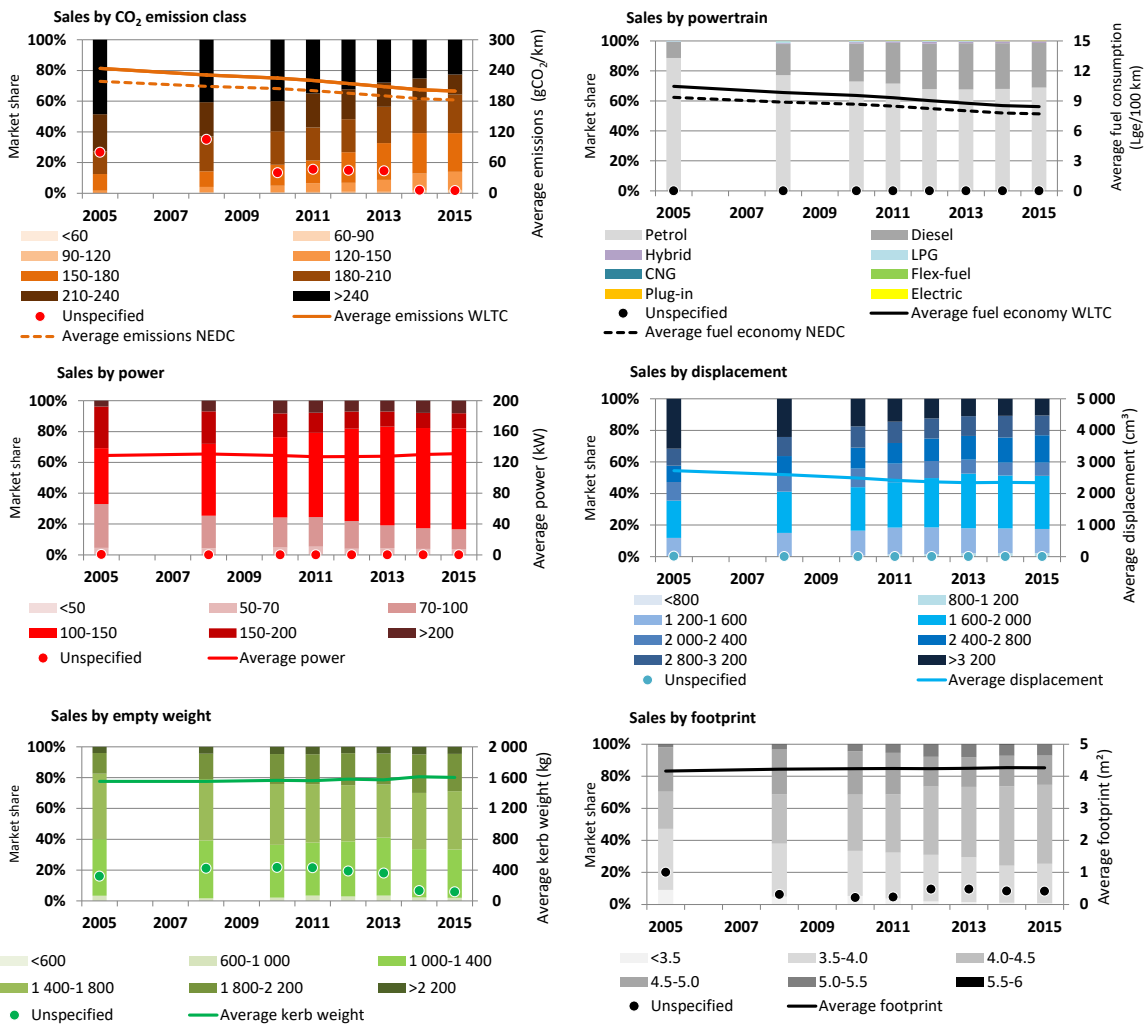 Sales by CO₂ emission class
100%
80%
60%
40%
20%
0%
Market share
300
240
180
120
60
0
Average emissions (gCO₂/km)
2005 2007 2009 2011 2013 2015
<60 60-90
90-120 120-150
150-180 180-210
210-240 >240
Unspecified Average emissions WLTC
Average emissions NEDC
Sales by powertrain
100%
80%
60%
40%
20%
0%
Market share
15
12
9
6
3
0
Average fuel consumption
(Lge/100 km)
2005 2007 2009 2011 2013 2015
Petrol Diesel
Hybrid LPG
CNG Flex-fuel
Plug-in Electric
Unspecified Average fuel economy WLTC
Average fuel economy NEDC
Sales by power
100%
80%
60%
40%
20%
0%
Market share
200
160
120
80
40
0
Average power (kW)
2005 2007 2009 2011 2013 2015
<50 50-70 70-100
100-150 150-200 >200
Unspecified Average power
Sales by displacement
100%
80%
60%
40%
20%
0%
Market share
5 000
4 000
3 000
2 000
1 000
0
Average displacement (cm³)
2005 2007 2009 2011 2013 2015
<800 800-1 200
1 200-1 600 1 600-2 000
2 000-2 400 2 400-2 800
2 800-3 200 >3 200
Unspecified Average displacement
Sales by empty weight
100%
80%
60%
40%
20%
0%
Market share
2 000
1 600
1 200
800
400
0
Average kerb weight (kg)
2005 2007 2009 2011 2013 2015
<600 600-1 000 1 000-1 400
1 400-1 800 1 800-2 200 >2 200
Unspecified Average kerb weight
Sales by footprint
100%
80%
60%
40%
20%
0%
Market share
5
4
3
2
1
0
Average footprint (m²)
2005 2007 2009 2011 2013 2015
<3.5 3.5-4.0 4.0-4.5
4.5-5.0 5.0-5.5 5.5-6
Unspecified Average footprint